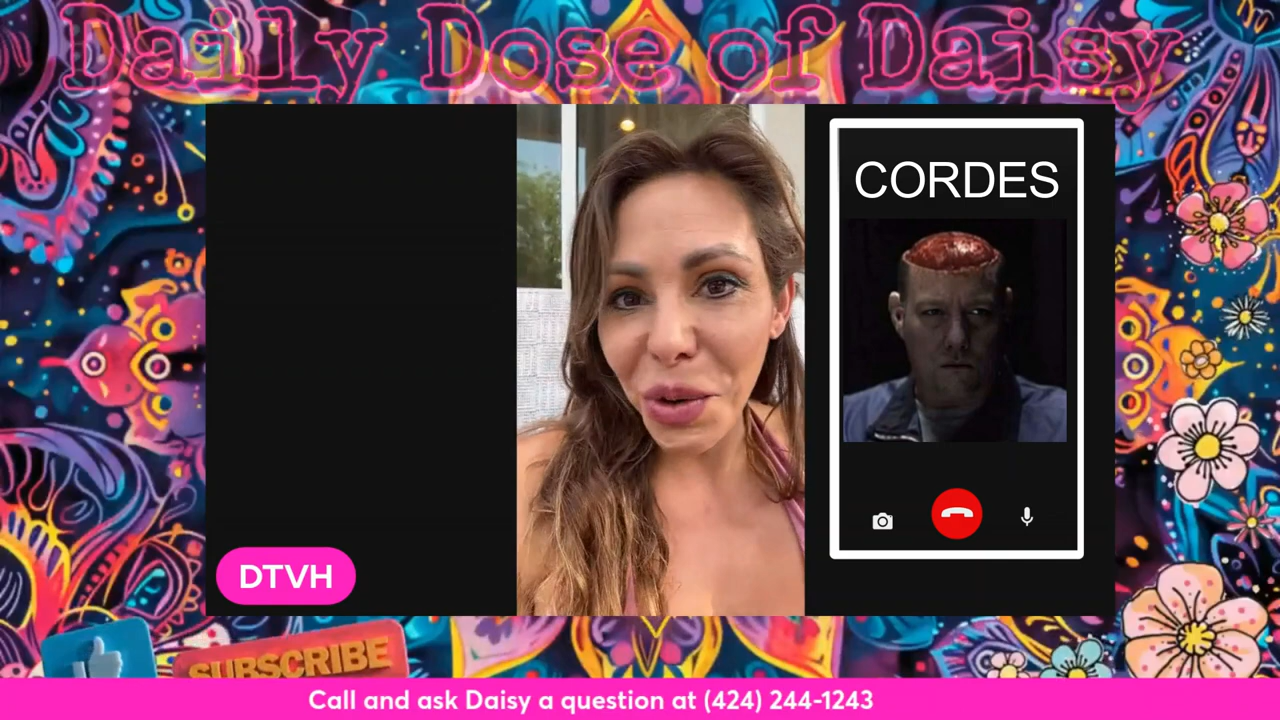 Daily Dose of Daisy
CORDES
DTVH
SUBSCRIBE
Call and ask Daisy a question at (424) 244-1243